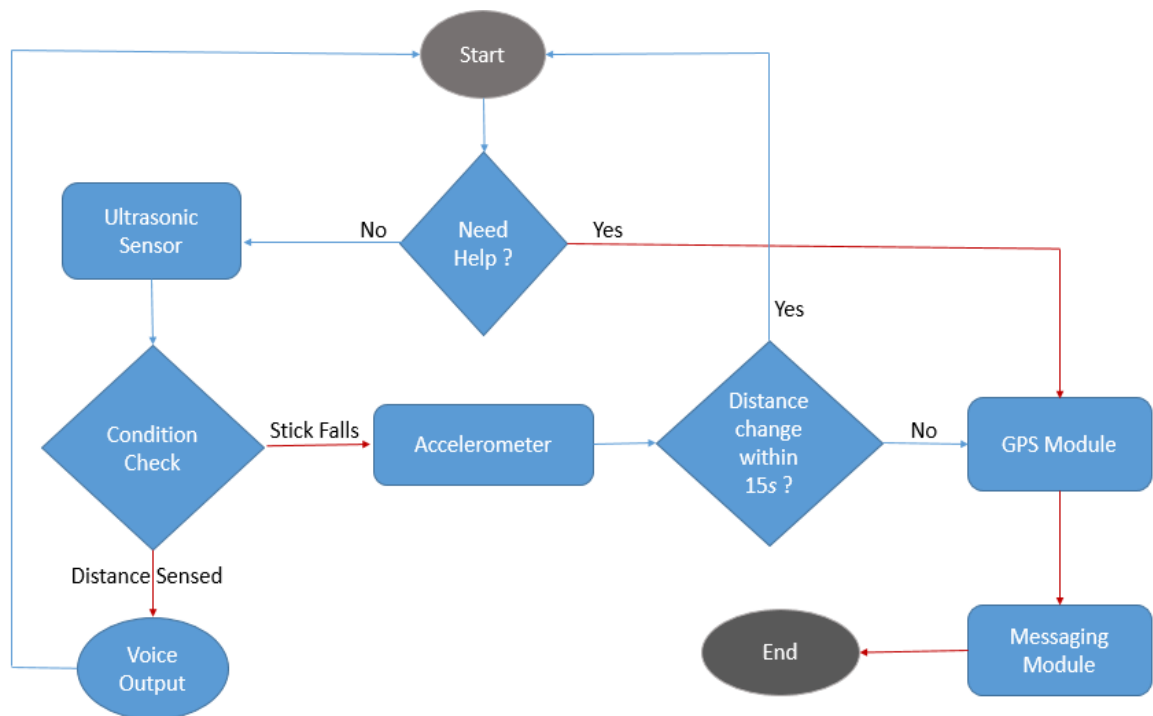 Start
Need
Help ?
No
Yes
Ultrasonic
Sensor
Yes
Condition
Check
Stick Falls
Accelerometer
Distance
change
within
15s ?
No
GPS Module
Distance Sensed
Voice
Output
End
Messaging
Module